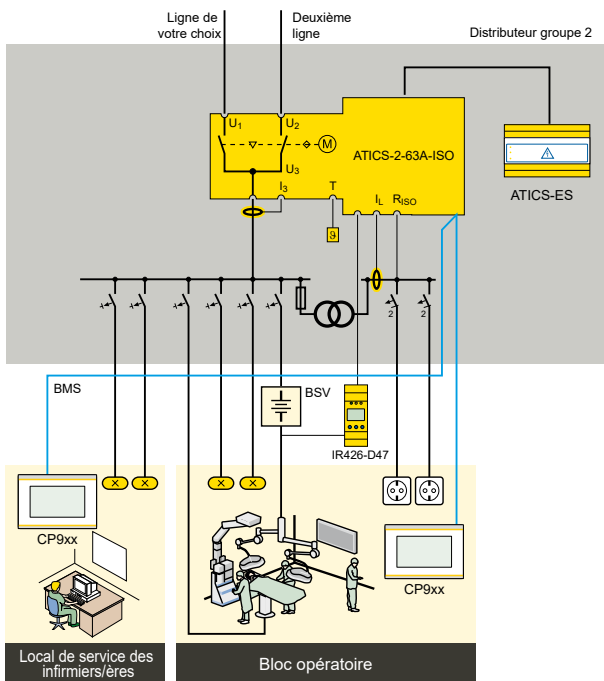 Ligne de
votre choix
Deuxième
ligne
Distributeur groupe 2
U1
U2
M
ATICS-2-63A-ISO
U3
I3
T
IL
RISO
ATICS-ES
ϑ
2
2
BMS
BSV
IR426-D47
CP9xx
CP9xx
Local de service des
infirmiers/ères
Bloc opératoire